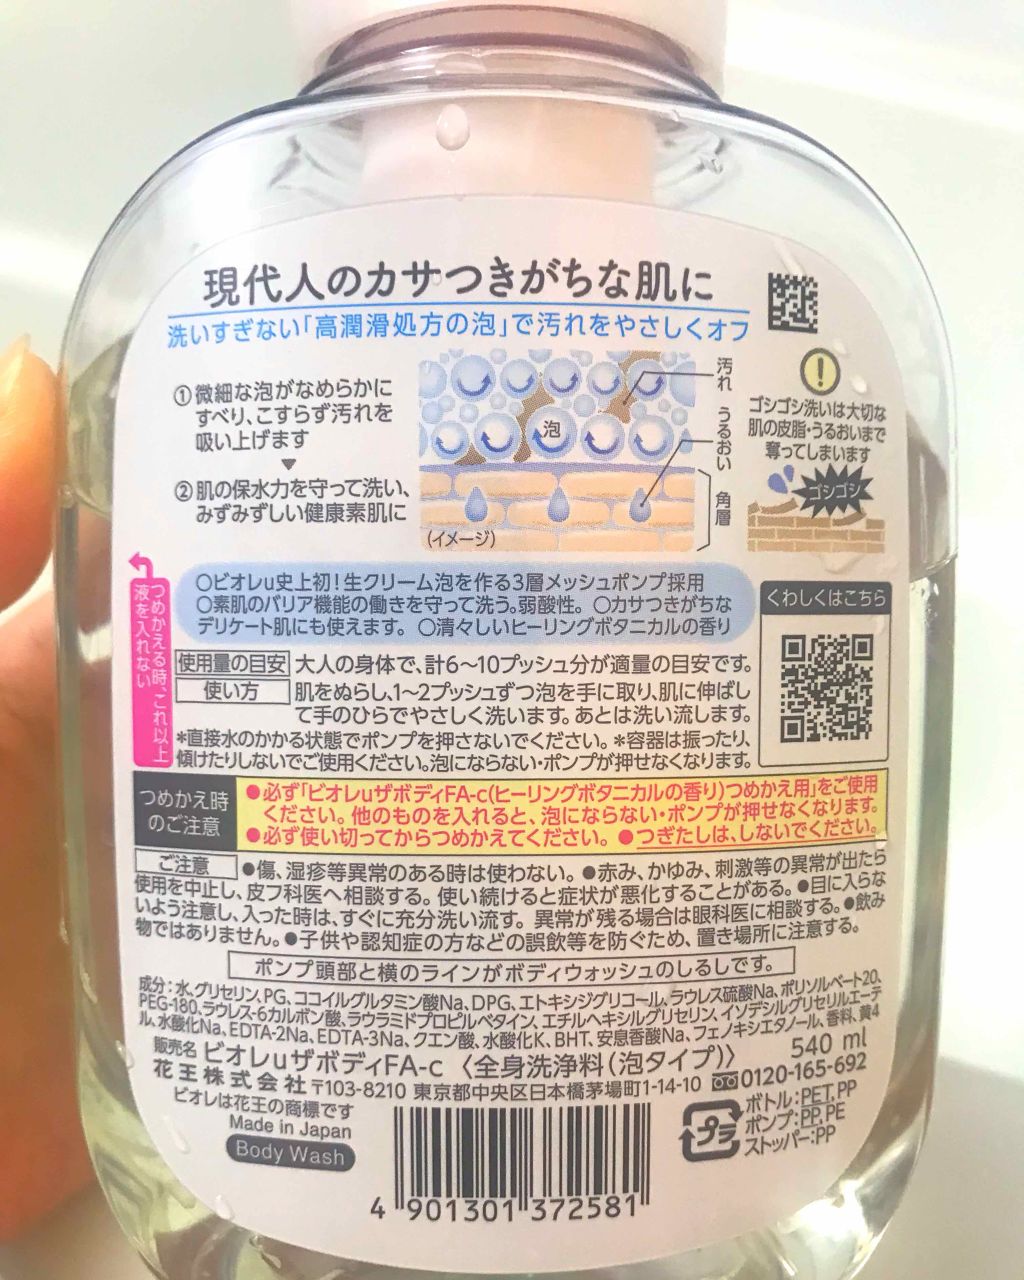 現代人のカサつきがちな肌に
洗いすぎない「高潤滑処方の泡」で汚れをやさしくオフ
①微細な泡がなめらかに
すべり、こすらず汚れを
吸い上げます
▼
②肌の保水力を守って洗い、
みずみずしい健康素肌に
泡
汚れ
うるおい
角層
(イメージ)
!
ゴシゴシ洗いは大切な
肌の皮脂・うるおいまで
奪ってしまいます
ゴシゴシ
つめかえる時、これ以上
液を入れない
○ビオレu史上初!生クリーム泡を作る3層メッシュポンプ採用
○素肌のバリア機能の働きを守って洗う。弱酸性。 ○カサつきがちな
デリケート肌にも使えます。 ○清々しいヒーリングボタニカルの香り
くわしくはこちら
使用量の目安 大人の身体で、計6~10プッシュ分が適量の目安です。
使い方 肌をぬらし、1~2プッシュずつ泡を手に取り、肌に伸ばし
て手のひらでやさしく洗います。あとは洗い流します。
*直接水のかかる状態でポンプを押さないでください。*容器は振ったり、
傾けたりしないでご使用ください。泡にならない・ポンプが押せなくなります。
つめかえ時
のご注意
●必ず「ビオレuザボディFA-c(ヒーリングボタニカルの香り)つめかえ用」をご使用
ください。他のものを入れると、泡にならない・ポンプが押せなくなります。
●必ず使い切ってからつめかえてください。 ●つぎたしは、しないでください。
ご注意 ●傷、湿疹等異常のある時は使わない。●赤み、かゆみ、刺激等の異常が出たら
使用を中止し、皮フ科医へ相談する。使い続けると症状が悪化することがある。●目に入らな
いよう注意し、入った時は、すぐに充分洗い流す。異常が残る場合は眼科医に相談する。●飲み
物ではありません。●子供や認知症の方などの誤飲等を防ぐため、置き場所に注意する。
ポンプ頭部と横のラインがボディウォッシュのしるしです。
成分:水、グリセリン、PG、ココイルグルタミン酸Na、DPG、エトキシジグリコール、ラウレス硫酸Na、ポリソルベート20、
PEG-180、ラウレス-6カルボン酸、ラウラミドプロピルベタイン、エチルヘキシルグリセリン、イソデシルグリセリルエーテ
ル、水酸化Na、EDTA-2Na、EDTA-3Na、クエン酸、水酸化K、BHT、安息香酸Na、フェノキシエタノール、香料、黄4
販売名 ビオレuザボディFA-c 〈全身洗浄料(泡タイプ)〉 540 ml
花王株式会社 〒103-8210 東京都中央区日本橋茅場町1-14-10 0120-165-692
ビオレは花王の商標です
Made in Japan
Body Wash
4 901301 372581
プラ
ボトル:PET, PP
ポンプ:PP, PE
ストッパー:PP